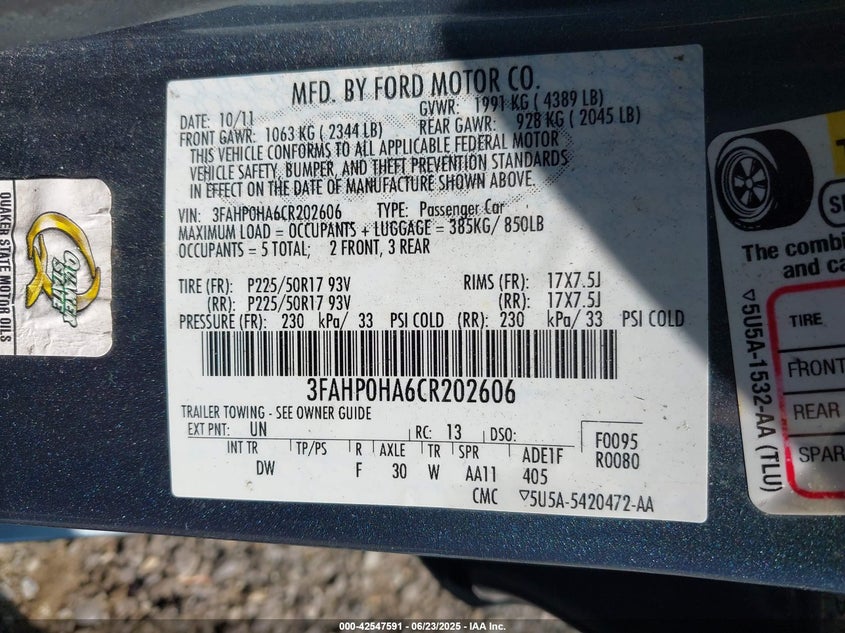 MFD. BY FORD MOTOR CO.
DATE: 10/11 GVWR: 1991 KG ( 4389 LB)
FRONT GAWR: 1063 KG ( 2344 LB) REAR GAWR: 928 KG ( 2045 LB)
THIS VEHICLE CONFORMS TO ALL APPLICABLE FEDERAL MOTOR
VEHICLE SAFETY, BUMPER, AND THEFT PREVENTION STANDARDS
IN EFFECT ON THE DATE OF MANUFACTURE SHOWN ABOVE.
VIN: 3FAHP0HA6CR202606 TYPE: Passenger Car
MAXIMUM LOAD = OCCUPANTS + LUGGAGE = 385KG/ 850LB
OCCUPANTS = 5 TOTAL; 2 FRONT, 3 REAR
TIRE (FR): P225/50R17 93V RIMS (FR): 17X7.5J
(RR): P225/50R17 93V (RR): 17X7.5J
PRESSURE (FR): 230 kPa/ 33 PSI COLD (RR): 230 kPa/ 33 PSI COLD
3FAHP0HA6CR202606
TRAILER TOWING - SEE OWNER GUIDE
EXT PNT: UN RC: 13 DSO: F0095
INT TR TP/PS R AXLE TR SPR ADE1F R0080
DW F 30 W AA11 405
CMC ▽5U5A-5420472-AA
QUAKER STATE MOTOR OILS
QUAKER
STATE
The combi
and ca
TIRE
FRONT
REAR
SPAR
▽5U5A-1532-AA (TLU)
000-42547591 - 06/23/2025 - IAA Inc.